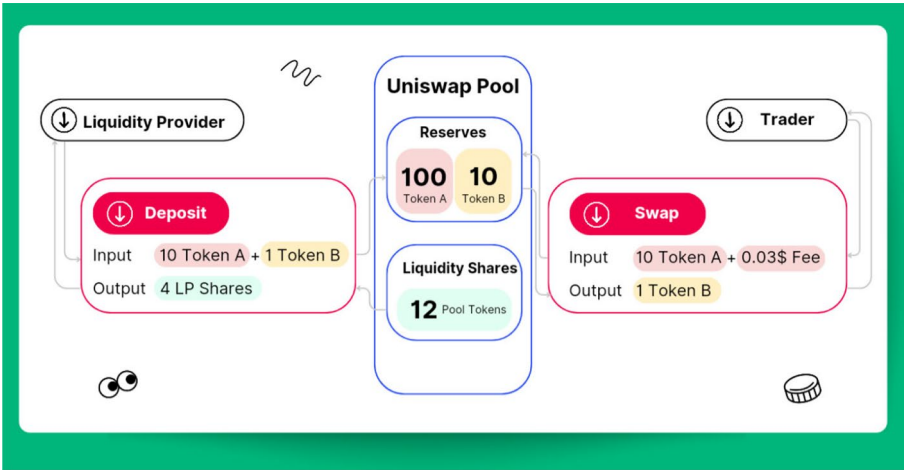 Uniswap Pool
Liquidity Provider
Reserves
100
Token A
10
Token B
Trader
Deposit
Input 10 Token A + 1 Token B
Output 4 LP Shares
Liquidity Shares
12 Pool Tokens
Swap
Input 10 Token A + 0.03$ Fee
Output 1 Token B